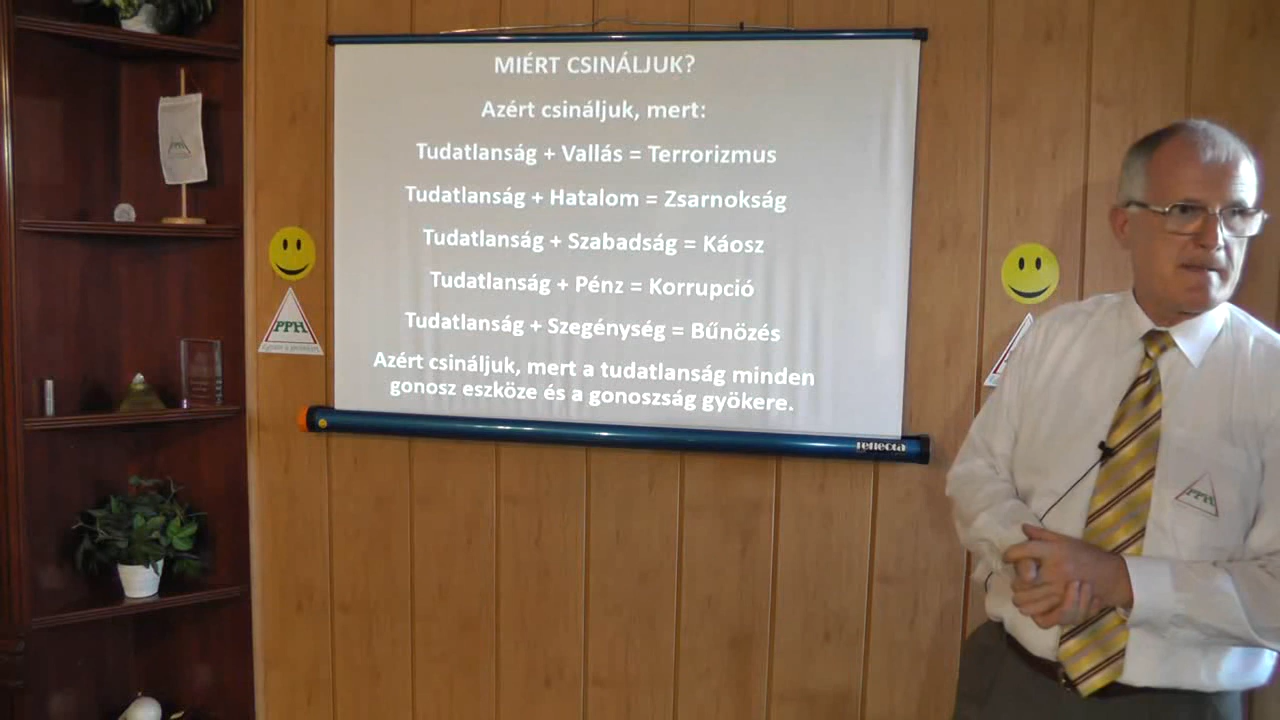 MIÉRT CSINÁLJUK?
Azért csináljuk, mert:
Tudatlanság + Vallás = Terrorizmus
Tudatlanság + Hatalom = Zsarnokság
Tudatlanság + Szabadság = Káosz
Tudatlanság + Pénz = Korrupció
Tudatlanság + Szegénység = Bűnözés
Azért csináljuk, mert a tudatlanság minden
gonosz eszköze és a gonoszság gyökere.
reflecta
PPH
PPH
PPH